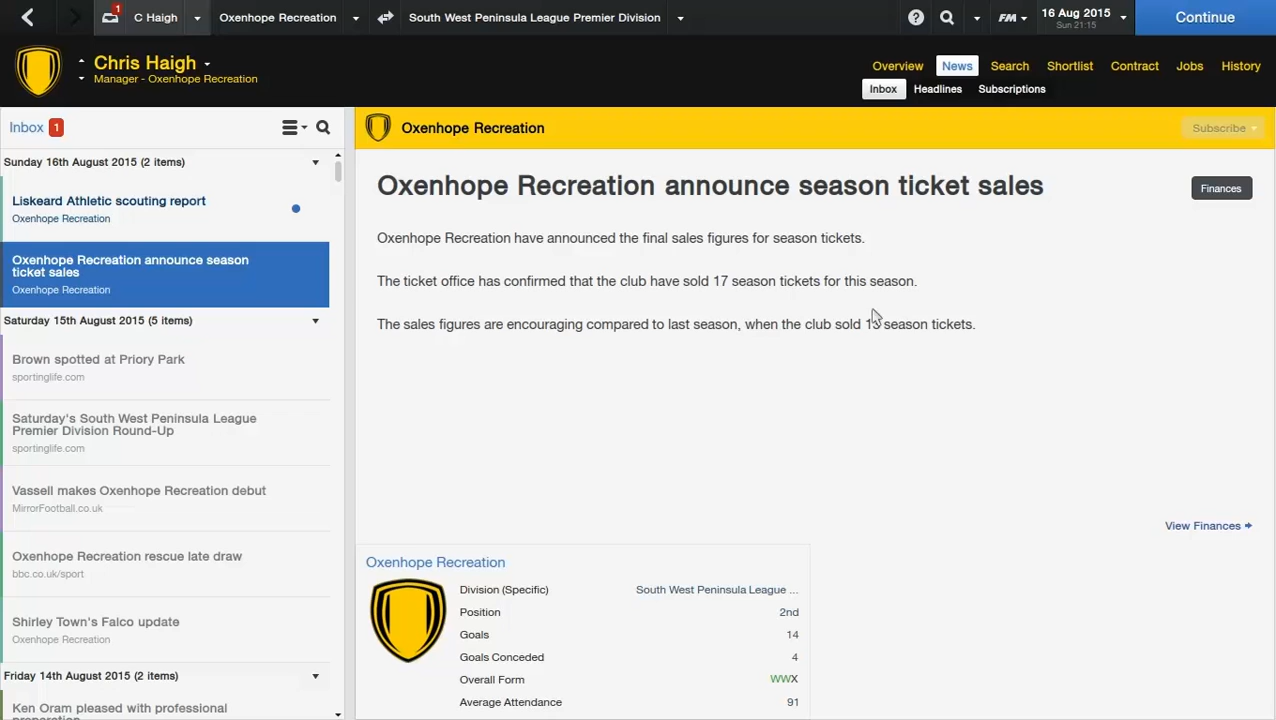 1
C Haigh
Oxenhope Recreation
South West Peninsula League Premier Division
?
FM
16 Aug 2015
Sun 21:15
Continue
Chris Haigh
Manager - Oxenhope Recreation
Overview
News
Search
Shortlist
Contract
Jobs
History
Inbox
Headlines
Subscriptions
Inbox 1
Sunday 16th August 2015 (2 items)
Liskeard Athletic scouting report
Oxenhope Recreation
Oxenhope Recreation announce season
ticket sales
Oxenhope Recreation
Saturday 15th August 2015 (5 items)
Brown spotted at Priory Park
sportinglife.com
Saturday's South West Peninsula League
Premier Division Round-Up
sportinglife.com
Vassell makes Oxenhope Recreation debut
MirrorFootball.co.uk
Oxenhope Recreation rescue late draw
bbc.co.uk/sport
Shirley Town's Falco update
Oxenhope Recreation
Friday 14th August 2015 (2 items)
Ken Oram pleased with professional
preparation
Oxenhope Recreation
Subscribe
Oxenhope Recreation announce season ticket sales
Finances
Oxenhope Recreation have announced the final sales figures for season tickets.
The ticket office has confirmed that the club have sold 17 season tickets for this season.
The sales figures are encouraging compared to last season, when the club sold season tickets.
View Finances
Oxenhope Recreation
Division (Specific) South West Peninsula League ...
Position 2nd
Goals 14
Goals Conceded 4
Overall Form WWX
Average Attendance 91